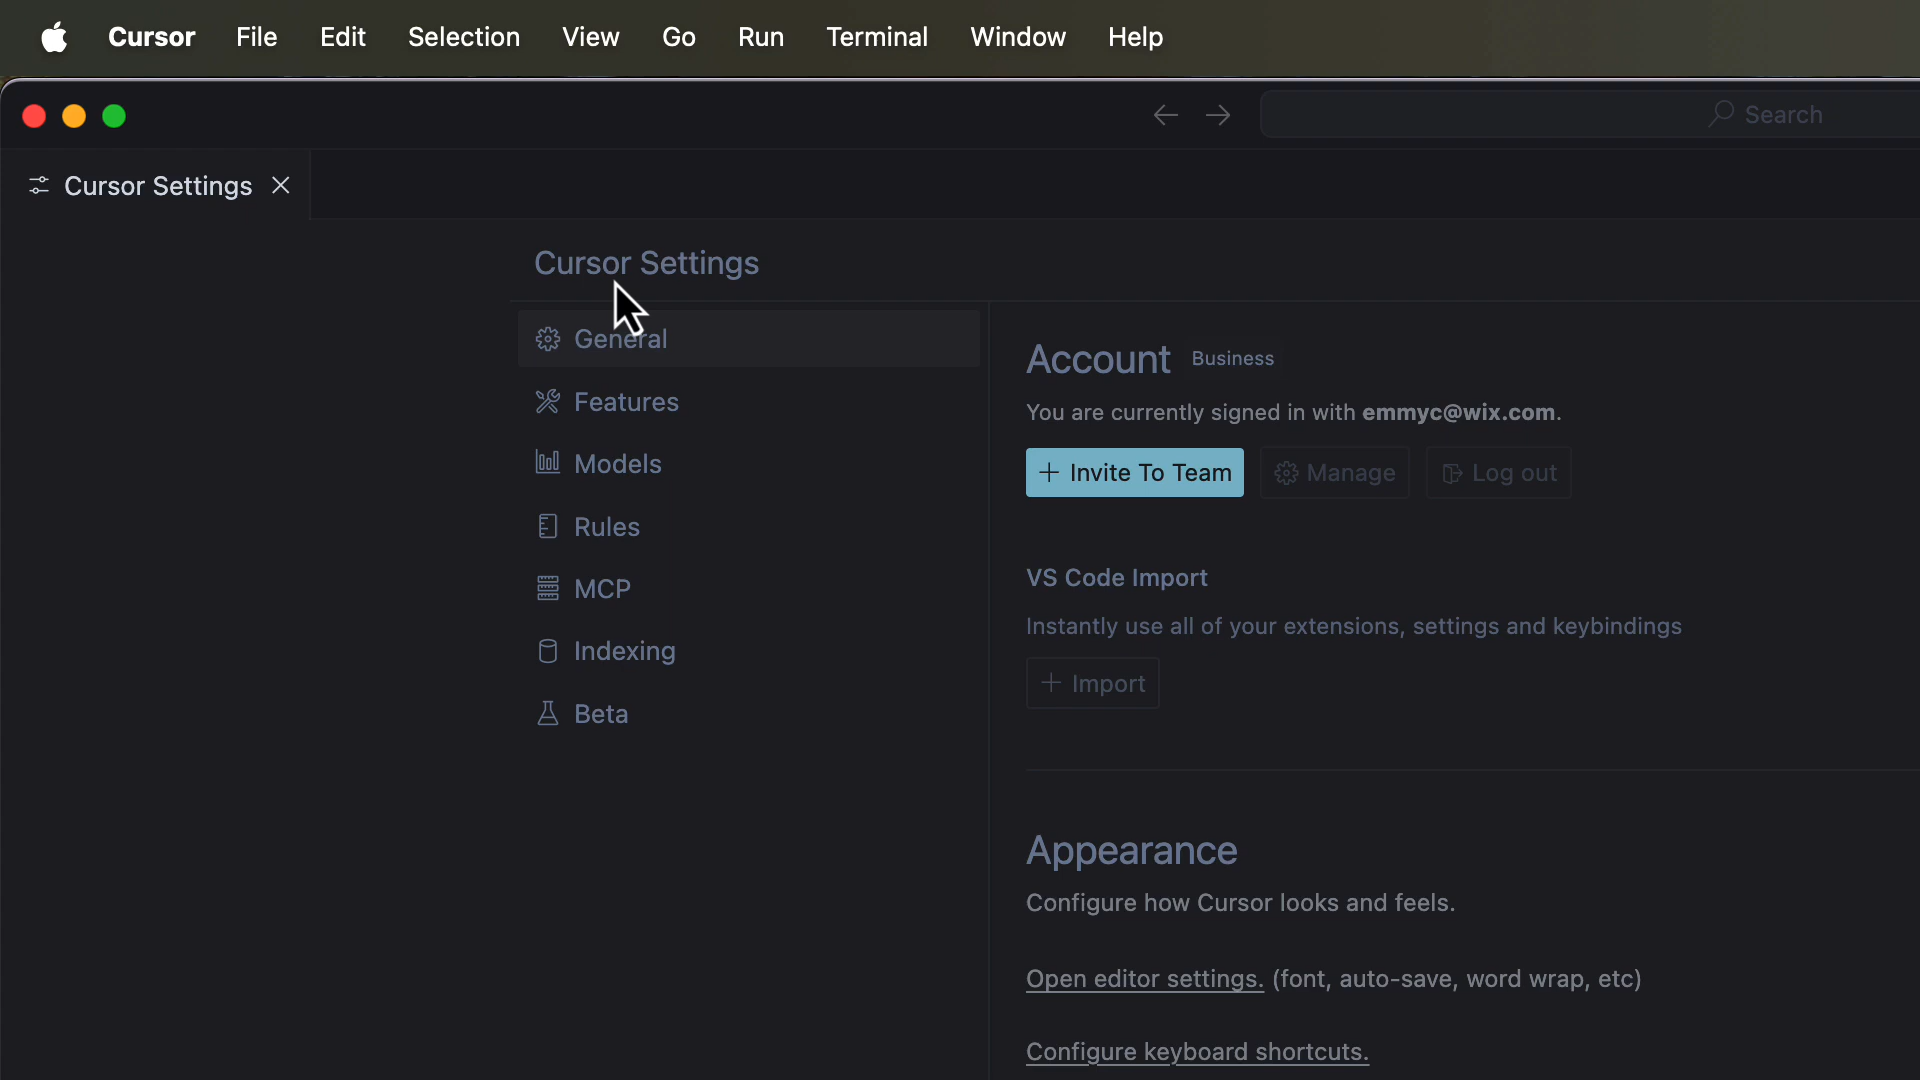 Cursor File Edit Selection View Go Run Terminal Window Help
Search
Cursor Settings
Cursor Settings
General
Features
Models
Rules
MCP
Indexing
Beta
Account Business
You are currently signed in with emmyc@wix.com.
Invite To Team Manage Log out
VS Code Import
Instantly use all of your extensions, settings and keybindings
Import
Appearance
Configure how Cursor looks and feels.
Open editor settings. (font, auto-save, word wrap, etc)
Configure keyboard shortcuts.